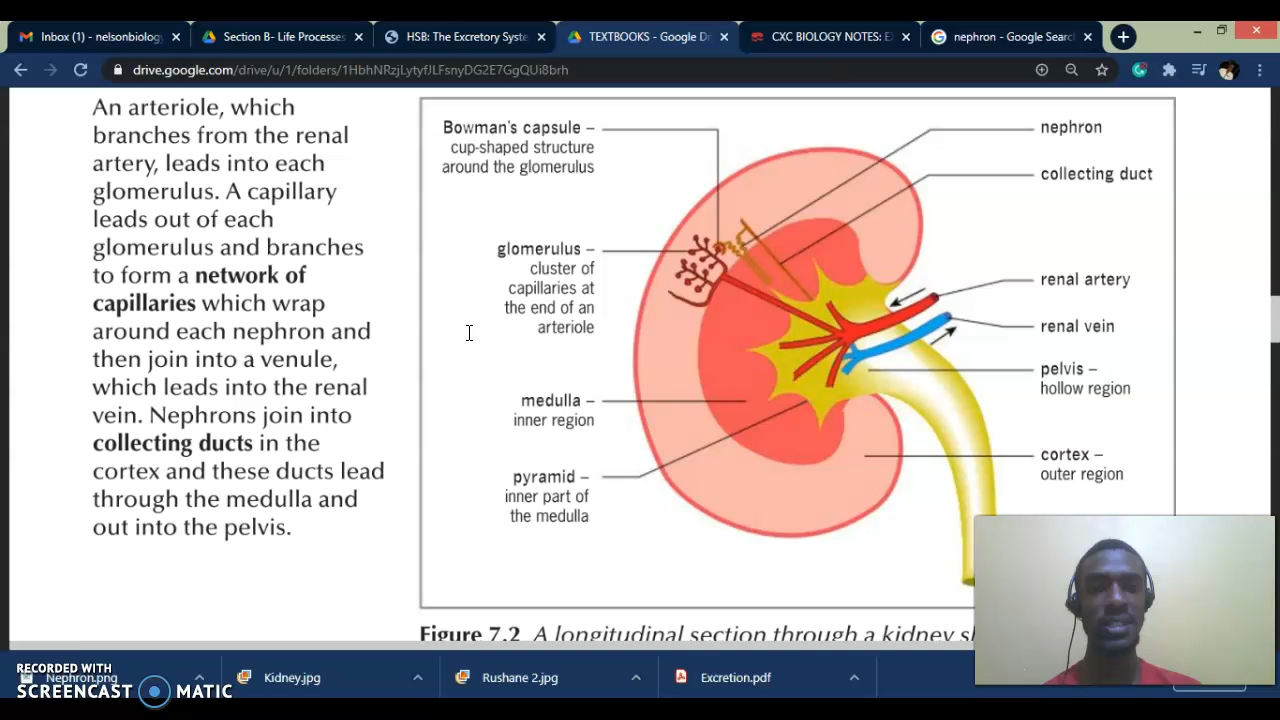 Inbox (1) - nelsonbiology
Section B- Life Processes
HSB: The Excretory Syste
TEXTBOOKS - Google Dr
CXC BIOLOGY NOTES: E
nephron - Google Search
drive.google.com/drive/u/1/folders/1HbhNRzjLytyfJLFsnyDG2E7GgQUi8brh
An arteriole, which
branches from the renal
artery, leads into each
glomerulus. A capillary
leads out of each
glomerulus and branches
to form a network of
capillaries which wrap
around each nephron and
then join into a venule,
which leads into the renal
vein. Nephrons join into
collecting ducts in the
cortex and these ducts lead
through the medulla and
out into the pelvis.
Bowman's capsule –
cup-shaped structure
around the glomerulus
glomerulus –
cluster of
capillaries at
the end of an
arteriole
medulla –
inner region
pyramid –
inner part of
the medulla
nephron
collecting duct
renal artery
renal vein
pelvis –
hollow region
cortex –
outer region
Figure 7.2 A longitudinal section through a kidney
RECORDED WITH
SCREENCAST MATIC
Nephron.png
Kidney.jpg
Rushane 2.jpg
Excretion.pdf